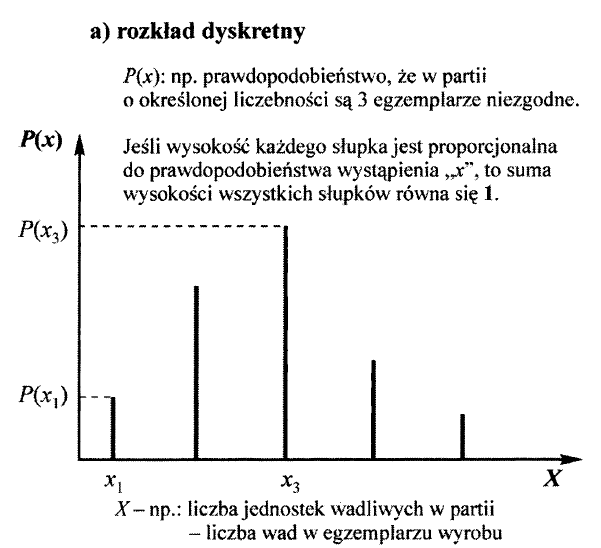 a) rozkład dyskretny
P(x): np. prawdopodobieństwo, że w partii
o określonej liczebności są 3 egzemplarze niezgodne.
P(x)
Jeśli wysokość każdego słupka jest proporcjonalna
do prawdopodobieństwa wystąpienia „x”, to suma
wysokości wszystkich słupków równa się 1.
P(x₃)
P(x₁)
x₁ x₃ X
X – np.: liczba jednostek wadliwych w partii
– liczba wad w egzemplarzu wyrobu